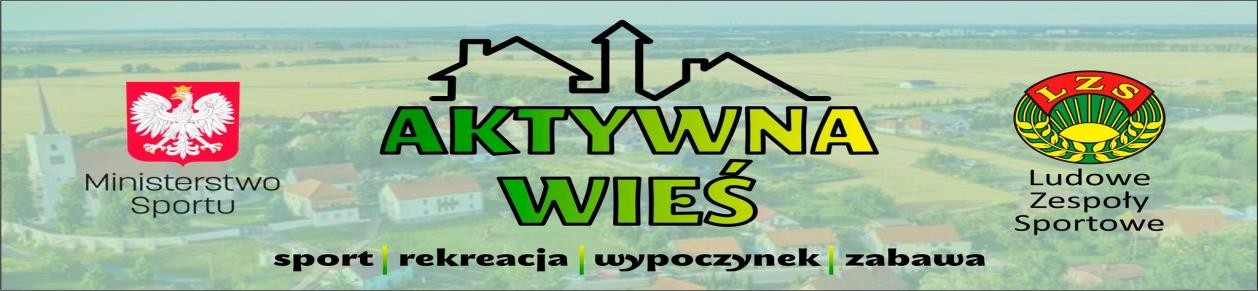 AKTYWNA
WIEŚ
Ministerstwo
Sportu
LZS
Ludowe
Zespoły
Sportowe
sport | rekreacja | wypoczynek | zabawa